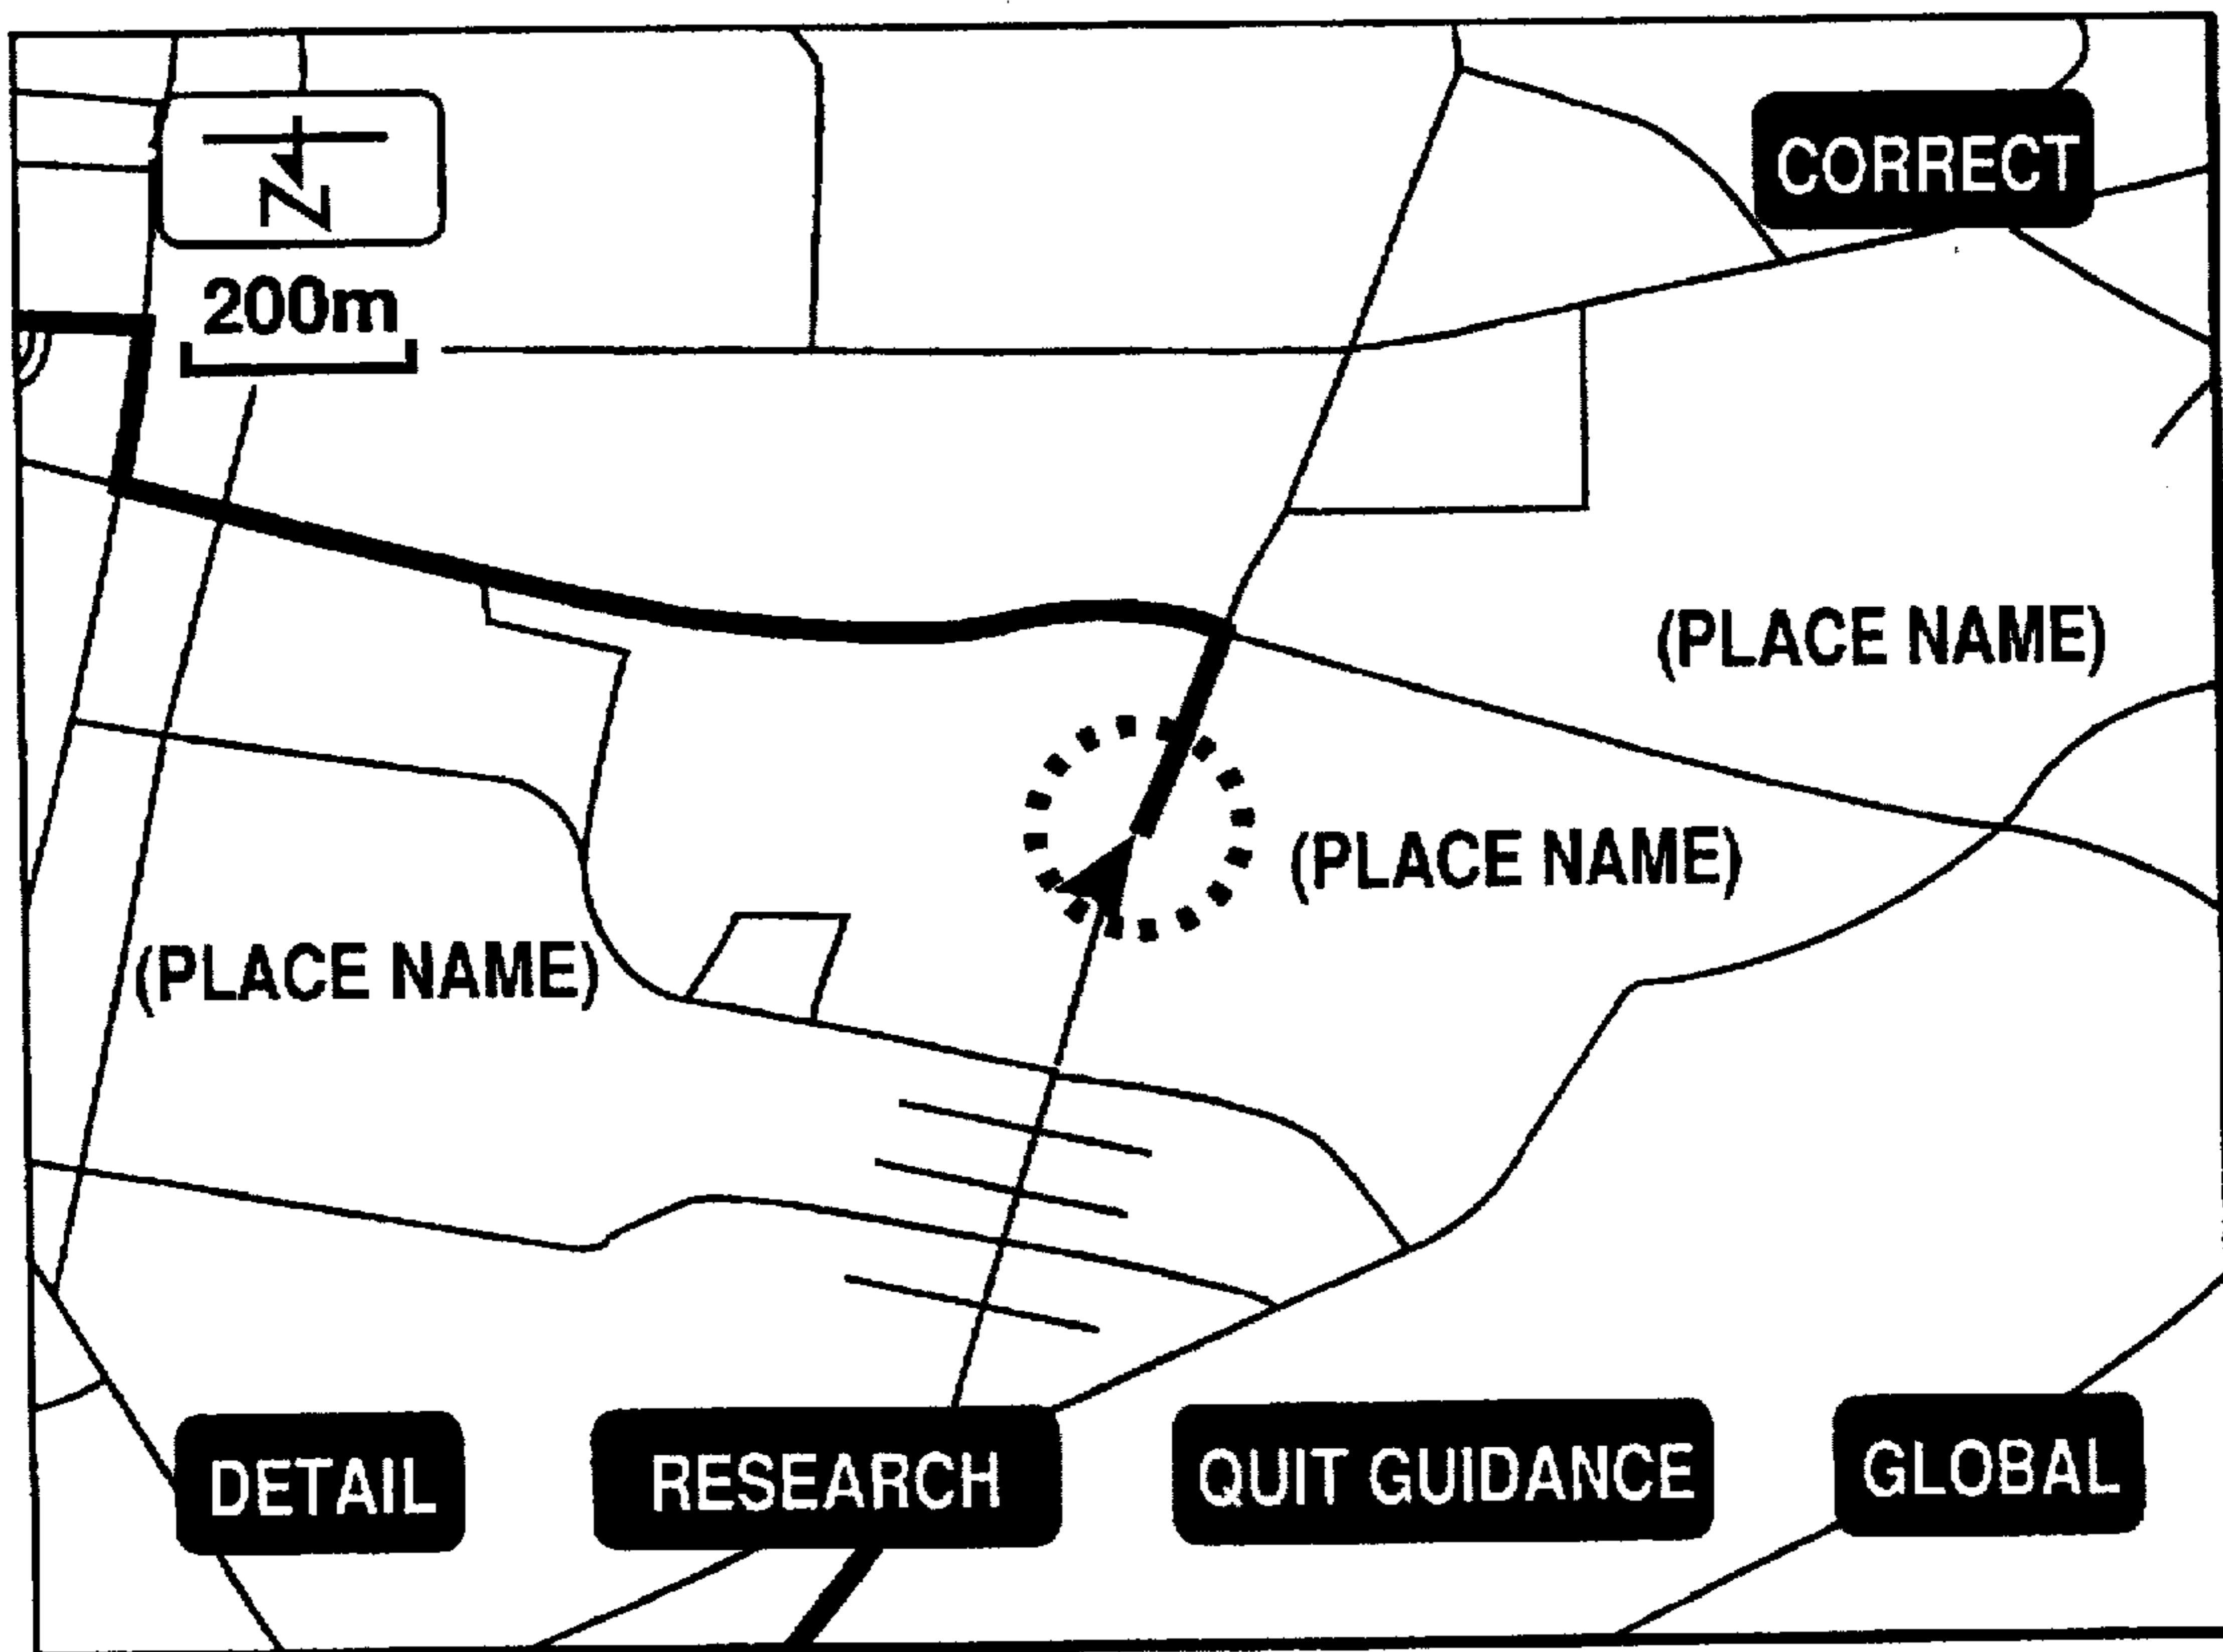 CORRECT
N
200m
(PLACE NAME)
(PLACE NAME)
(PLACE NAME)
DETAIL
RESEARCH
QUIT GUIDANCE
GLOBAL